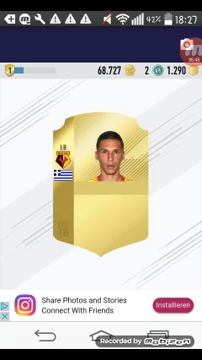 42% 18:27
1 68.727 2 1.290
LB
Share Photos and Stories
Connect With Friends
Installieren
Recorded by
MOBIZEN